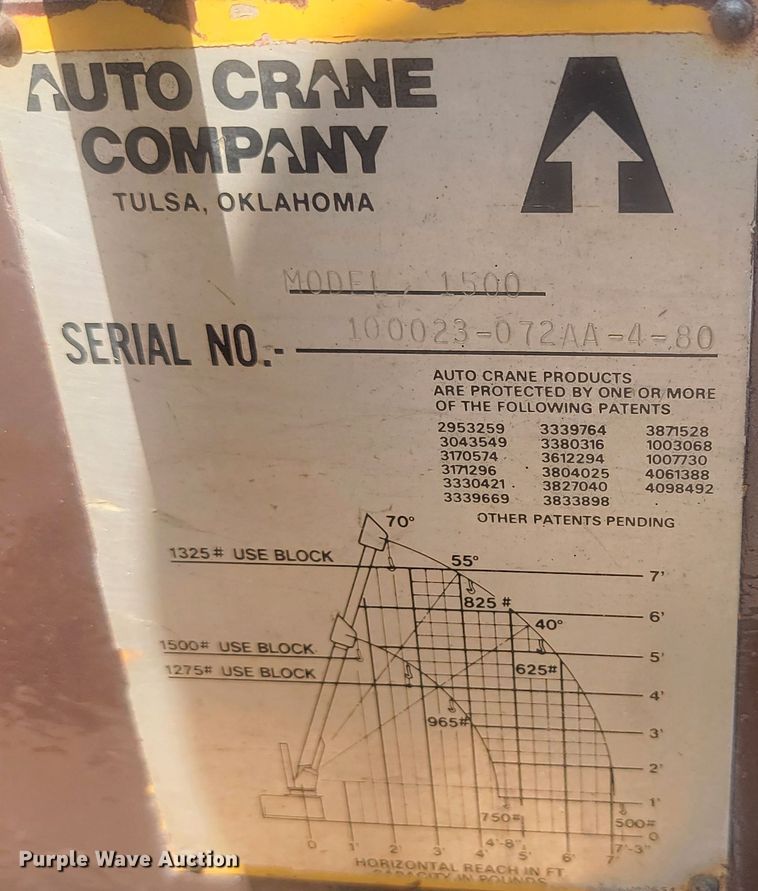 AUTO CRANE
COMPANY
TULSA, OKLAHOMA
MODEL 1500
SERIAL NO.- 100023-072AA-4-80
AUTO CRANE PRODUCTS
ARE PROTECTED BY ONE OR MORE
OF THE FOLLOWING PATENTS
2953259 3339764 3871528
3043549 3380316 1003068
3170574 3612294 1007730
3171296 3804025 4061388
3330421 3827040 4098492
3339669 3833898
OTHER PATENTS PENDING
70°
1325# USE BLOCK 55° 7'
825 # 6'
40°
1500# USE BLOCK 5'
625#
1275# USE BLOCK 4'
965# 3'
2'
1'
750# 500#
0
0 1' 2' 3' 4' 4'-8" 5' 6' 7' 7'-3"
HORIZONTAL REACH IN FT
CAPACITY IN POUNDS
Purple Wave Auction